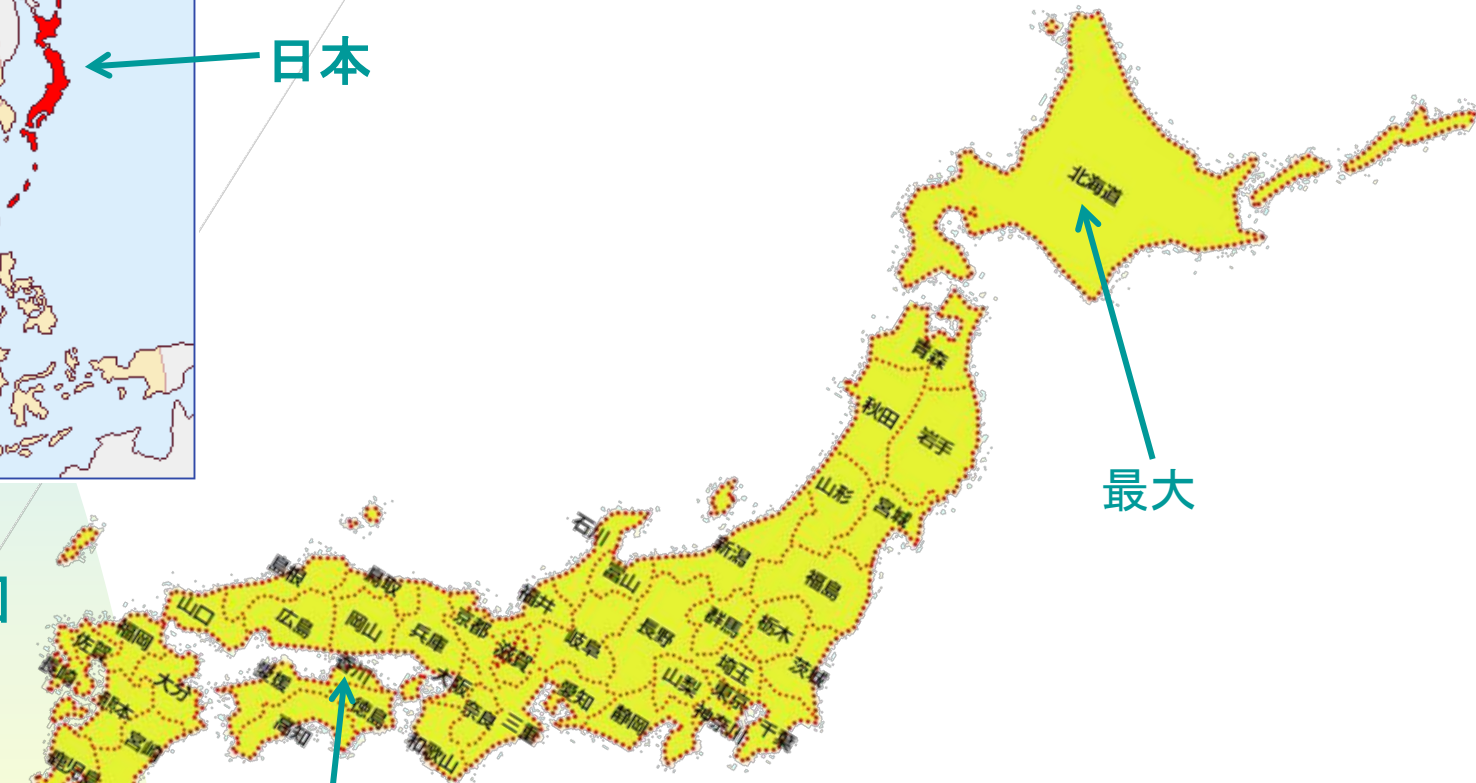 日本
北海道
青森
秋田
岩手
最大
山形
宮城
石川
新潟
島根
鳥取
富山
福島
福井
山口
広島
岡山
京都
群馬
栃木
兵庫
長野
福岡
佐賀
岐阜
滋賀
茨城
埼玉
長崎
愛媛
香川
大阪
山梨
東京
大分
愛知
熊本
徳島
奈良
三重
静岡
神奈川
千葉
高知
宮崎
和歌山
鹿児島